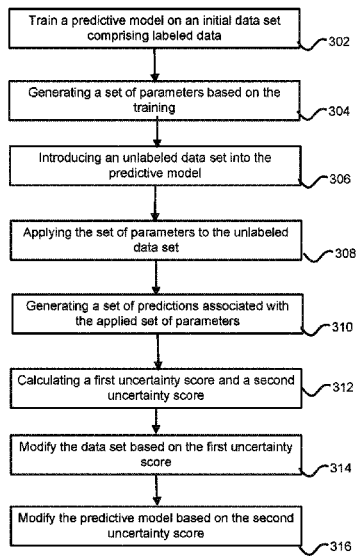 Train a predictive model on an initial data set
comprising labeled data
302
Generating a set of parameters based on the
training
304
Introducing an unlabeled data set into the
predictive model
306
Applying the set of parameters to the unlabeled
data set
308
Generating a set of predictions associated with
the applied set of parameters
310
Calculating a first uncertainty score and a second
uncertainty score
312
Modify the data set based on the first uncertainty
score
314
Modify the predictive model based on the second
uncertainty score
316